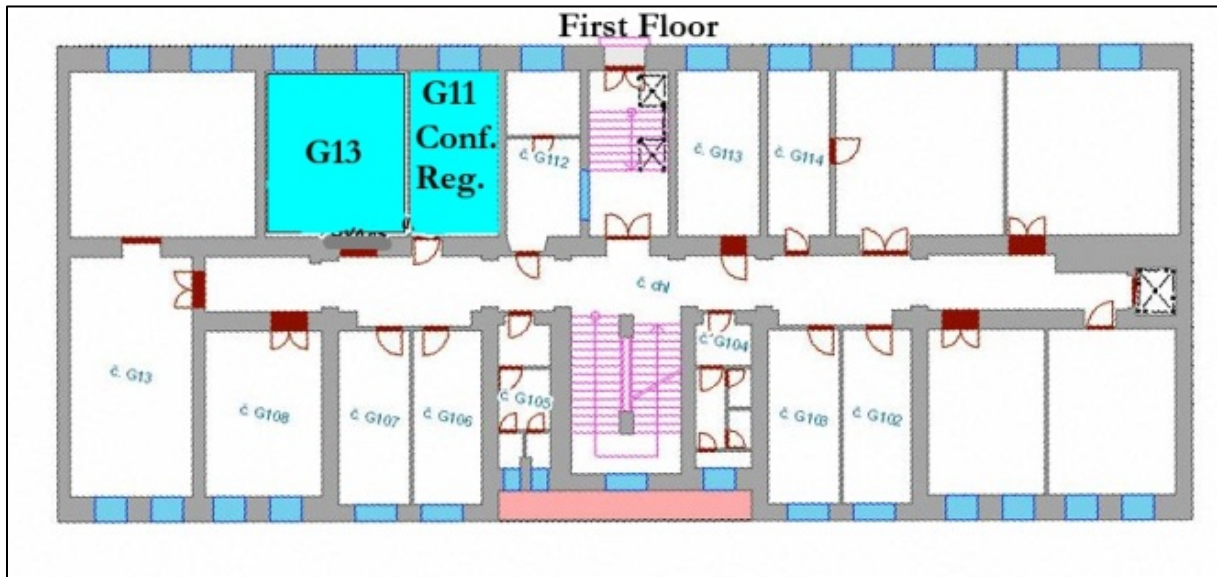 First Floor
G13
G11
Conf.
Reg.
č. G112
č. G113
č. G114
č. chl
č. G13
č. G108
č. G107
č. G106
č. G105
č. G104
č. G103
č. G102